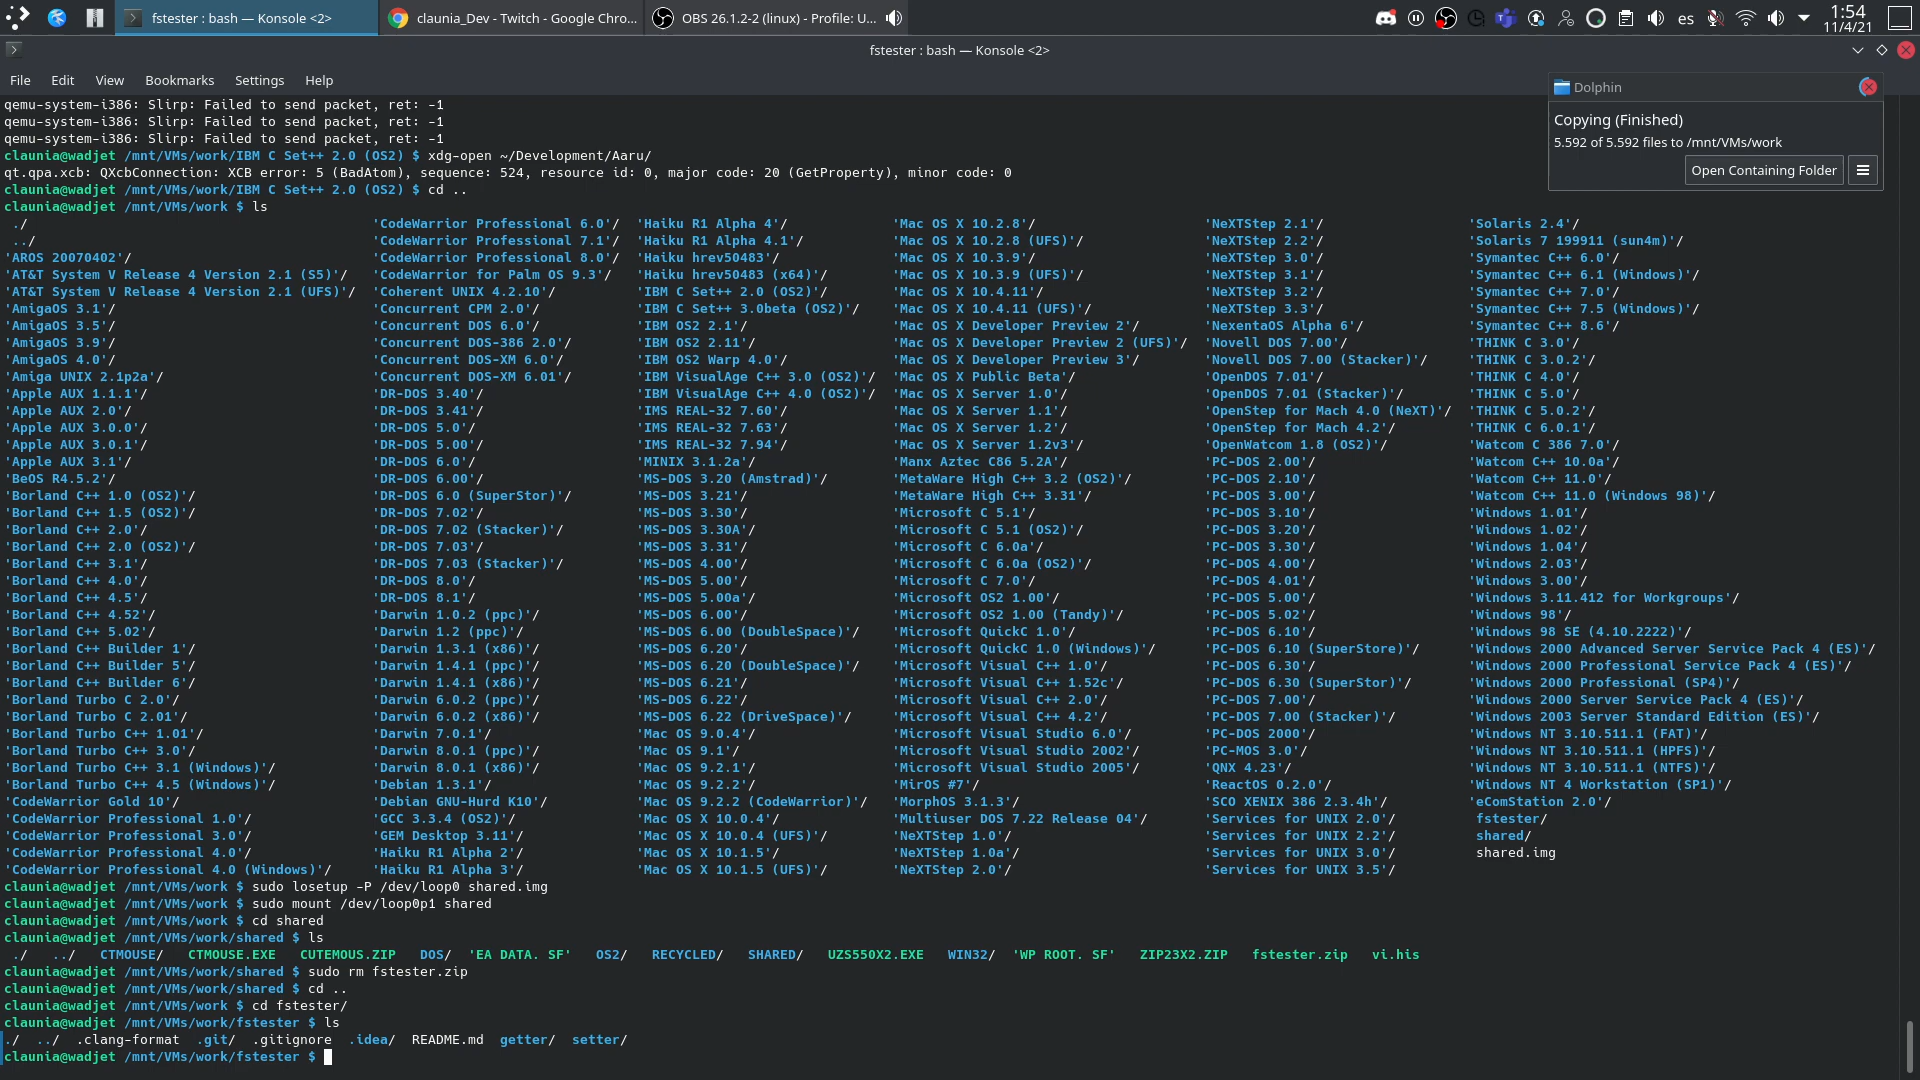 fstester : bash — Konsole <2>
claunia_Dev - Twitch - Google Chro...
OBS 26.1.2-2 (linux) - Profile: U...
es
1:54
11/4/21
fstester : bash — Konsole <2>
File Edit View Bookmarks Settings Help
Dolphin
Copying (Finished)
5.592 of 5.592 files to /mnt/VMs/work
Open Containing Folder
qemu-system-i386: Slirp: Failed to send packet, ret: -1
qemu-system-i386: Slirp: Failed to send packet, ret: -1
qemu-system-i386: Slirp: Failed to send packet, ret: -1
claunia@wadjet /mnt/VMs/work/IBM C Set++ 2.0 (OS2) $ xdg-open ~/Development/Aaru/
qt.qpa.xcb: QXcbConnection: XCB error: 5 (BadAtom), sequence: 524, resource id: 0, major code: 20 (GetProperty), minor code: 0
claunia@wadjet /mnt/VMs/work/IBM C Set++ 2.0 (OS2) $ cd ..
claunia@wadjet /mnt/VMs/work $ ls
./ 'CodeWarrior Professional 6.0'/ 'Haiku R1 Alpha 4'/ 'Mac OS X 10.2.8'/ 'NeXTStep 2.1'/ 'Solaris 2.4'/
../ 'CodeWarrior Professional 7.1'/ 'Haiku R1 Alpha 4.1'/ 'Mac OS X 10.2.8 (UFS)'/ 'NeXTStep 2.2'/ 'Solaris 7 199911 (sun4m)'/
'AROS 20070402'/ 'CodeWarrior Professional 8.0'/ 'Haiku hrev50483'/ 'Mac OS X 10.3.9'/ 'NeXTStep 3.0'/ 'Symantec C++ 6.0'/
'AT&T System V Release 4 Version 2.1 (S5)'/ 'CodeWarrior for Palm OS 9.3'/ 'Haiku hrev50483 (x64)'/ 'Mac OS X 10.3.9 (UFS)'/ 'NeXTStep 3.1'/ 'Symantec C++ 6.1 (Windows)'/
'AT&T System V Release 4 Version 2.1 (UFS)'/ 'Coherent UNIX 4.2.10'/ 'IBM C Set++ 2.0 (OS2)'/ 'Mac OS X 10.4.11'/ 'NeXTStep 3.2'/ 'Symantec C++ 7.0'/
'AmigaOS 3.1'/ 'Concurrent CPM 2.0'/ 'IBM C Set++ 3.0beta (OS2)'/ 'Mac OS X 10.4.11 (UFS)'/ 'NeXTStep 3.3'/ 'Symantec C++ 7.5 (Windows)'/
'AmigaOS 3.5'/ 'Concurrent DOS 6.0'/ 'IBM OS2 2.1'/ 'Mac OS X Developer Preview 2'/ 'NexentaOS Alpha 6'/ 'Symantec C++ 8.6'/
'AmigaOS 3.9'/ 'Concurrent DOS-386 2.0'/ 'IBM OS2 2.11'/ 'Mac OS X Developer Preview 2 (UFS)'/ 'Novell DOS 7.00'/ 'THINK C 3.0'/
'AmigaOS 4.0'/ 'Concurrent DOS-XM 6.0'/ 'IBM OS2 Warp 4.0'/ 'Mac OS X Developer Preview 3'/ 'Novell DOS 7.00 (Stacker)'/ 'THINK C 3.0.2'/
'Amiga UNIX 2.1p2a'/ 'Concurrent DOS-XM 6.01'/ 'IBM VisualAge C++ 3.0 (OS2)'/ 'Mac OS X Public Beta'/ 'OpenDOS 7.01'/ 'THINK C 4.0'/
'Apple AUX 1.1.1'/ 'DR-DOS 3.40'/ 'IBM VisualAge C++ 4.0 (OS2)'/ 'Mac OS X Server 1.0'/ 'OpenDOS 7.01 (Stacker)'/ 'THINK C 5.0'/
'Apple AUX 2.0'/ 'DR-DOS 3.41'/ 'IMS REAL-32 7.60'/ 'Mac OS X Server 1.1'/ 'OpenStep for Mach 4.0 (NeXT)'/ 'THINK C 5.0.2'/
'Apple AUX 3.0.0'/ 'DR-DOS 5.0'/ 'IMS REAL-32 7.63'/ 'Mac OS X Server 1.2'/ 'OpenStep for Mach 4.2'/ 'THINK C 6.0.1'/
'Apple AUX 3.0.1'/ 'DR-DOS 5.00'/ 'IMS REAL-32 7.94'/ 'Mac OS X Server 1.2v3'/ 'OpenWatcom 1.8 (OS2)'/ 'Watcom C 386 7.0'/
'Apple AUX 3.1'/ 'DR-DOS 6.0'/ 'MINIX 3.1.2a'/ 'Manx Aztec C86 5.2A'/ 'PC-DOS 2.00'/ 'Watcom C++ 10.0a'/
'BeOS R4.5.2'/ 'DR-DOS 6.00'/ 'MS-DOS 3.20 (Amstrad)'/ 'MetaWare High C++ 3.2 (OS2)'/ 'PC-DOS 2.10'/ 'Watcom C++ 11.0'/
'Borland C++ 1.0 (OS2)'/ 'DR-DOS 6.0 (SuperStor)'/ 'MS-DOS 3.21'/ 'MetaWare High C++ 3.31'/ 'PC-DOS 3.00'/ 'Watcom C++ 11.0 (Windows 98)'/
'Borland C++ 1.5 (OS2)'/ 'DR-DOS 7.02'/ 'MS-DOS 3.30'/ 'Microsoft C 5.1'/ 'PC-DOS 3.10'/ 'Windows 1.01'/
'Borland C++ 2.0'/ 'DR-DOS 7.02 (Stacker)'/ 'MS-DOS 3.30A'/ 'Microsoft C 5.1 (OS2)'/ 'PC-DOS 3.20'/ 'Windows 1.02'/
'Borland C++ 2.0 (OS2)'/ 'DR-DOS 7.03'/ 'MS-DOS 3.31'/ 'Microsoft C 6.0a'/ 'PC-DOS 3.30'/ 'Windows 1.04'/
'Borland C++ 3.1'/ 'DR-DOS 7.03 (Stacker)'/ 'MS-DOS 4.00'/ 'Microsoft C 6.0a (OS2)'/ 'PC-DOS 4.00'/ 'Windows 2.03'/
'Borland C++ 4.0'/ 'DR-DOS 8.0'/ 'MS-DOS 5.00'/ 'Microsoft C 7.0'/ 'PC-DOS 4.01'/ 'Windows 3.00'/
'Borland C++ 4.5'/ 'DR-DOS 8.1'/ 'MS-DOS 5.00a'/ 'Microsoft OS2 1.00'/ 'PC-DOS 5.00'/ 'Windows 3.11.412 for Workgroups'/
'Borland C++ 4.52'/ 'Darwin 1.0.2 (ppc)'/ 'MS-DOS 6.00'/ 'Microsoft OS2 1.00 (Tandy)'/ 'PC-DOS 5.02'/ 'Windows 98'/
'Borland C++ 5.02'/ 'Darwin 1.2 (ppc)'/ 'MS-DOS 6.00 (DoubleSpace)'/ 'Microsoft QuickC 1.0'/ 'PC-DOS 6.10'/ 'Windows 98 SE (4.10.2222)'/
'Borland C++ Builder 1'/ 'Darwin 1.3.1 (x86)'/ 'MS-DOS 6.20'/ 'Microsoft QuickC 1.0 (Windows)'/ 'PC-DOS 6.10 (SuperStore)'/ 'Windows 2000 Advanced Server Service Pack 4 (ES)'/
'Borland C++ Builder 5'/ 'Darwin 1.4.1 (ppc)'/ 'MS-DOS 6.20 (DoubleSpace)'/ 'Microsoft Visual C++ 1.0'/ 'PC-DOS 6.30'/ 'Windows 2000 Professional Service Pack 4 (ES)'/
'Borland C++ Builder 6'/ 'Darwin 1.4.1 (x86)'/ 'MS-DOS 6.21'/ 'Microsoft Visual C++ 1.52c'/ 'PC-DOS 6.30 (SuperStor)'/ 'Windows 2000 Professional (SP4)'/
'Borland Turbo C 2.0'/ 'Darwin 6.0.2 (ppc)'/ 'MS-DOS 6.22'/ 'Microsoft Visual C++ 2.0'/ 'PC-DOS 7.00'/ 'Windows 2000 Server Service Pack 4 (ES)'/
'Borland Turbo C 2.01'/ 'Darwin 6.0.2 (x86)'/ 'MS-DOS 6.22 (DriveSpace)'/ 'Microsoft Visual C++ 4.2'/ 'PC-DOS 7.00 (Stacker)'/ 'Windows 2003 Server Standard Edition (ES)'/
'Borland Turbo C++ 1.01'/ 'Darwin 7.0.1'/ 'Mac OS 9.0.4'/ 'Microsoft Visual Studio 6.0'/ 'PC-DOS 2000'/ 'Windows NT 3.10.511.1 (FAT)'/
'Borland Turbo C++ 3.0'/ 'Darwin 8.0.1 (ppc)'/ 'Mac OS 9.1'/ 'Microsoft Visual Studio 2002'/ 'PC-MOS 3.0'/ 'Windows NT 3.10.511.1 (HPFS)'/
'Borland Turbo C++ 3.1 (Windows)'/ 'Darwin 8.0.1 (x86)'/ 'Mac OS 9.2.1'/ 'Microsoft Visual Studio 2005'/ 'QNX 4.23'/ 'Windows NT 3.10.511.1 (NTFS)'/
'Borland Turbo C++ 4.5 (Windows)'/ 'Debian 1.3.1'/ 'Mac OS 9.2.2'/ 'MirOS #7'/ 'ReactOS 0.2.0'/ 'Windows NT 4 Workstation (SP1)'/
'CodeWarrior Gold 10'/ 'Debian GNU-Hurd K10'/ 'Mac OS 9.2.2 (CodeWarrior)'/ 'MorphOS 3.1.3'/ 'SCO XENIX 386 2.3.4h'/ 'eComStation 2.0'/
'CodeWarrior Professional 1.0'/ 'GCC 3.3.4 (OS2)'/ 'Mac OS X 10.0.4'/ 'Multiuser DOS 7.22 Release 04'/ 'Services for UNIX 2.0'/ fstester/
'CodeWarrior Professional 3.0'/ 'GEM Desktop 3.11'/ 'Mac OS X 10.0.4 (UFS)'/ 'NeXTStep 1.0'/ 'Services for UNIX 2.2'/ shared/
'CodeWarrior Professional 4.0'/ 'Haiku R1 Alpha 2'/ 'Mac OS X 10.1.5'/ 'NeXTStep 1.0a'/ 'Services for UNIX 3.0'/ shared.img
'CodeWarrior Professional 4.0 (Windows)'/ 'Haiku R1 Alpha 3'/ 'Mac OS X 10.1.5 (UFS)'/ 'NeXTStep 2.0'/ 'Services for UNIX 3.5'/
claunia@wadjet /mnt/VMs/work $ sudo losetup -P /dev/loop0 shared.img
claunia@wadjet /mnt/VMs/work $ sudo mount /dev/loop0p1 shared
claunia@wadjet /mnt/VMs/work $ cd shared
claunia@wadjet /mnt/VMs/work/shared $ ls
./ ../ CTMOUSE/ CTMOUSE.EXE CUTEMOUS.ZIP DOS/ 'EA DATA. SF' OS2/ RECYCLED/ SHARED/ UZS550X2.EXE WIN32/ 'WP ROOT. SF' ZIP23X2.ZIP fstester.zip vi.his
claunia@wadjet /mnt/VMs/work/shared $ sudo rm fstester.zip
claunia@wadjet /mnt/VMs/work/shared $ cd ..
claunia@wadjet /mnt/VMs/work $ cd fstester/
claunia@wadjet /mnt/VMs/work/fstester $ ls
./ ../ .clang-format .git/ .gitignore .idea/ README.md getter/ setter/
claunia@wadjet /mnt/VMs/work/fstester $